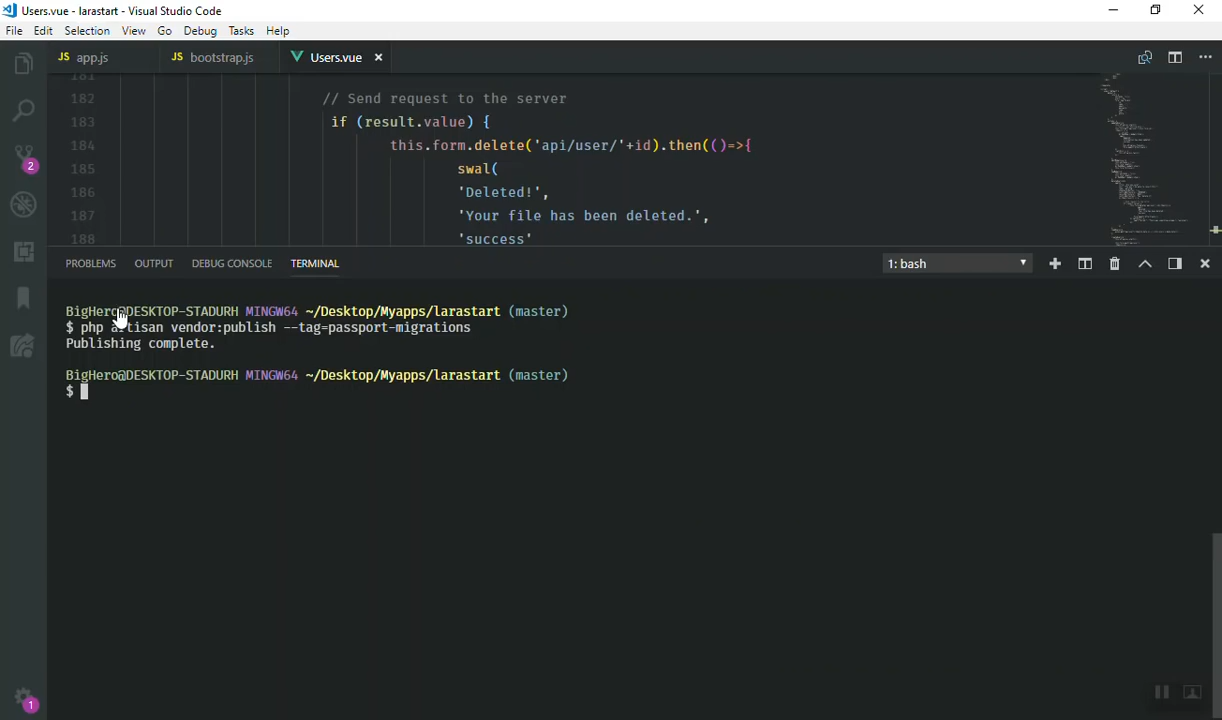 Users.vue - larastart - Visual Studio Code
File Edit Selection View Go Debug Tasks Help
JS app.js JS bootstrap.js Users.vue ×
181
182 // Send request to the server
183 if (result.value) {
184 this.form.delete('api/user/'+id).then(()=>{
185 swal(
186 'Deleted!',
187 'Your file has been deleted.',
188 'success'
PROBLEMS OUTPUT DEBUG CONSOLE TERMINAL 1: bash
BigHero@DESKTOP-STADURH MINGW64 ~/Desktop/Myapps/larastart (master)
$ php artisan vendor:publish --tag=passport-migrations
Publishing complete.
BigHero@DESKTOP-STADURH MINGW64 ~/Desktop/Myapps/larastart (master)
$
2
1